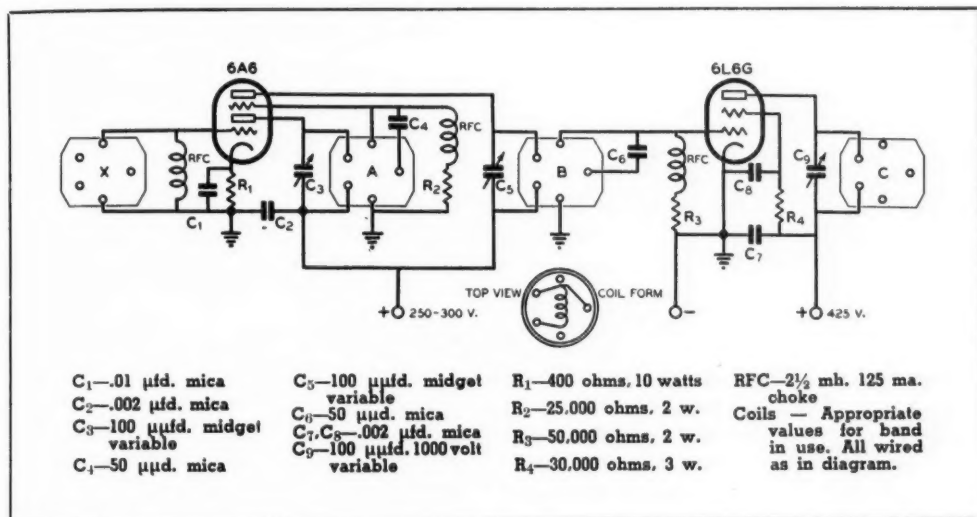 6A6
6L6G
X
RFC
C₁
R₁
C₂
C₃
A
C₄
RFC
R₂
C₅
B
C₆
RFC
R₃
C₈
R₄
C₇
C₉
C
+ 250-300 V.
TOP VIEW
COIL FORM
-
+ 425 V.
C₁—.01 µfd. mica
C₂—.002 µfd. mica
C₃—100 µµfd. midget
variable
C₄—50 µµd. mica
C₅—100 µµfd. midget
variable
C₆—50 µµd. mica
C₇,C₈—.002 µfd. mica
C₉—100 µµfd. 1000 volt
variable
R₁—400 ohms, 10 watts
R₂—25,000 ohms, 2 w.
R₃—50,000 ohms, 2 w.
R₄—30,000 ohms, 3 w.
RFC—2½ mh. 125 ma.
choke
Coils — Appropriate
values for band
in use. All wired
as in diagram.